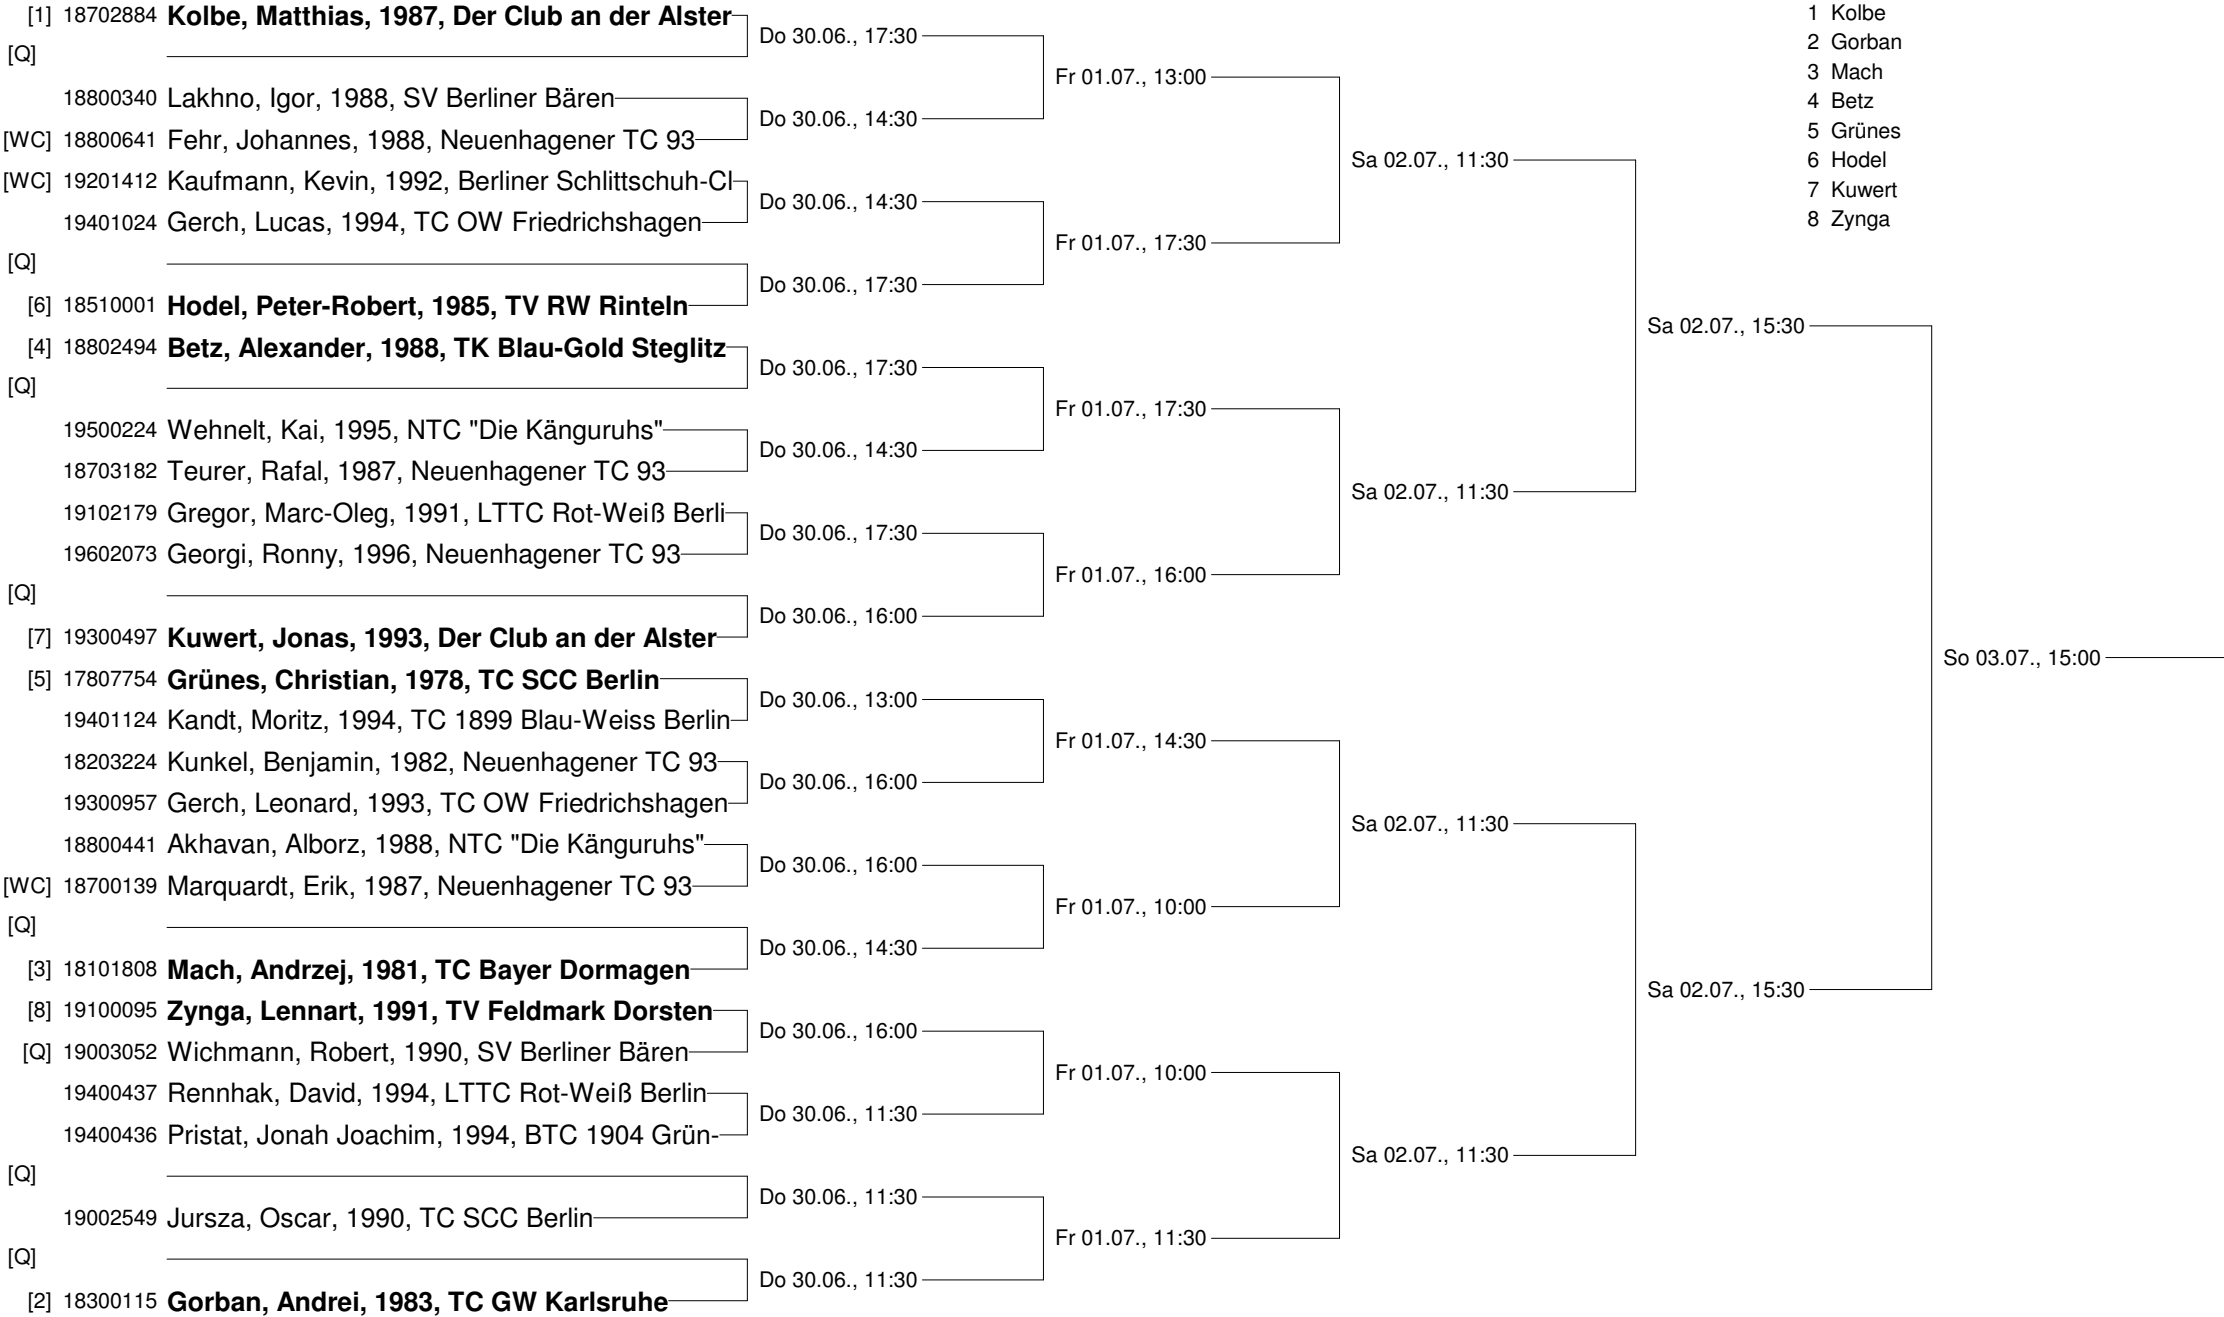 [1] 18702884 Kolbe, Matthias, 1987, Der Club an der Alster
[Q]
18800340 Lakhno, Igor, 1988, SV Berliner Bären
[WC] 18800641 Fehr, Johannes, 1988, Neuenhagener TC 93
[WC] 19201412 Kaufmann, Kevin, 1992, Berliner Schlittschuh-Cl
19401024 Gerch, Lucas, 1994, TC OW Friedrichshagen
[Q]
[6] 18510001 Hodel, Peter-Robert, 1985, TV RW Rinteln
[4] 18802494 Betz, Alexander, 1988, TK Blau-Gold Steglitz
[Q]
19500224 Wehnelt, Kai, 1995, NTC "Die Känguruhs"
18703182 Teurer, Rafal, 1987, Neuenhagener TC 93
19102179 Gregor, Marc-Oleg, 1991, LTTC Rot-Weiß Berli
19602073 Georgi, Ronny, 1996, Neuenhagener TC 93
[Q]
[7] 19300497 Kuwert, Jonas, 1993, Der Club an der Alster
[5] 17807754 Grünes, Christian, 1978, TC SCC Berlin
19401124 Kandt, Moritz, 1994, TC 1899 Blau-Weiss Berlin
18203224 Kunkel, Benjamin, 1982, Neuenhagener TC 93
19300957 Gerch, Leonard, 1993, TC OW Friedrichshagen
18800441 Akhavan, Alborz, 1988, NTC "Die Känguruhs"
[WC] 18700139 Marquardt, Erik, 1987, Neuenhagener TC 93
[Q]
[3] 18101808 Mach, Andrzej, 1981, TC Bayer Dormagen
[8] 19100095 Zynga, Lennart, 1991, TV Feldmark Dorsten
[Q] 19003052 Wichmann, Robert, 1990, SV Berliner Bären
19400437 Rennhak, David, 1994, LTTC Rot-Weiß Berlin
19400436 Pristat, Jonah Joachim, 1994, BTC 1904 Grün-
[Q]
19002549 Jursza, Oscar, 1990, TC SCC Berlin
[Q]
[2] 18300115 Gorban, Andrei, 1983, TC GW Karlsruhe
Do 30.06., 17:30
Do 30.06., 14:30
Do 30.06., 14:30
Do 30.06., 17:30
Do 30.06., 17:30
Do 30.06., 14:30
Do 30.06., 17:30
Do 30.06., 16:00
Do 30.06., 13:00
Do 30.06., 16:00
Do 30.06., 16:00
Do 30.06., 14:30
Do 30.06., 16:00
Do 30.06., 11:30
Do 30.06., 11:30
Do 30.06., 11:30
Fr 01.07., 13:00
Fr 01.07., 17:30
Fr 01.07., 17:30
Fr 01.07., 16:00
Fr 01.07., 14:30
Fr 01.07., 10:00
Fr 01.07., 10:00
Fr 01.07., 11:30
Sa 02.07., 11:30
Sa 02.07., 11:30
Sa 02.07., 11:30
Sa 02.07., 11:30
Sa 02.07., 15:30
Sa 02.07., 15:30
So 03.07., 15:00
1 Kolbe
2 Gorban
3 Mach
4 Betz
5 Grünes
6 Hodel
7 Kuwert
8 Zynga